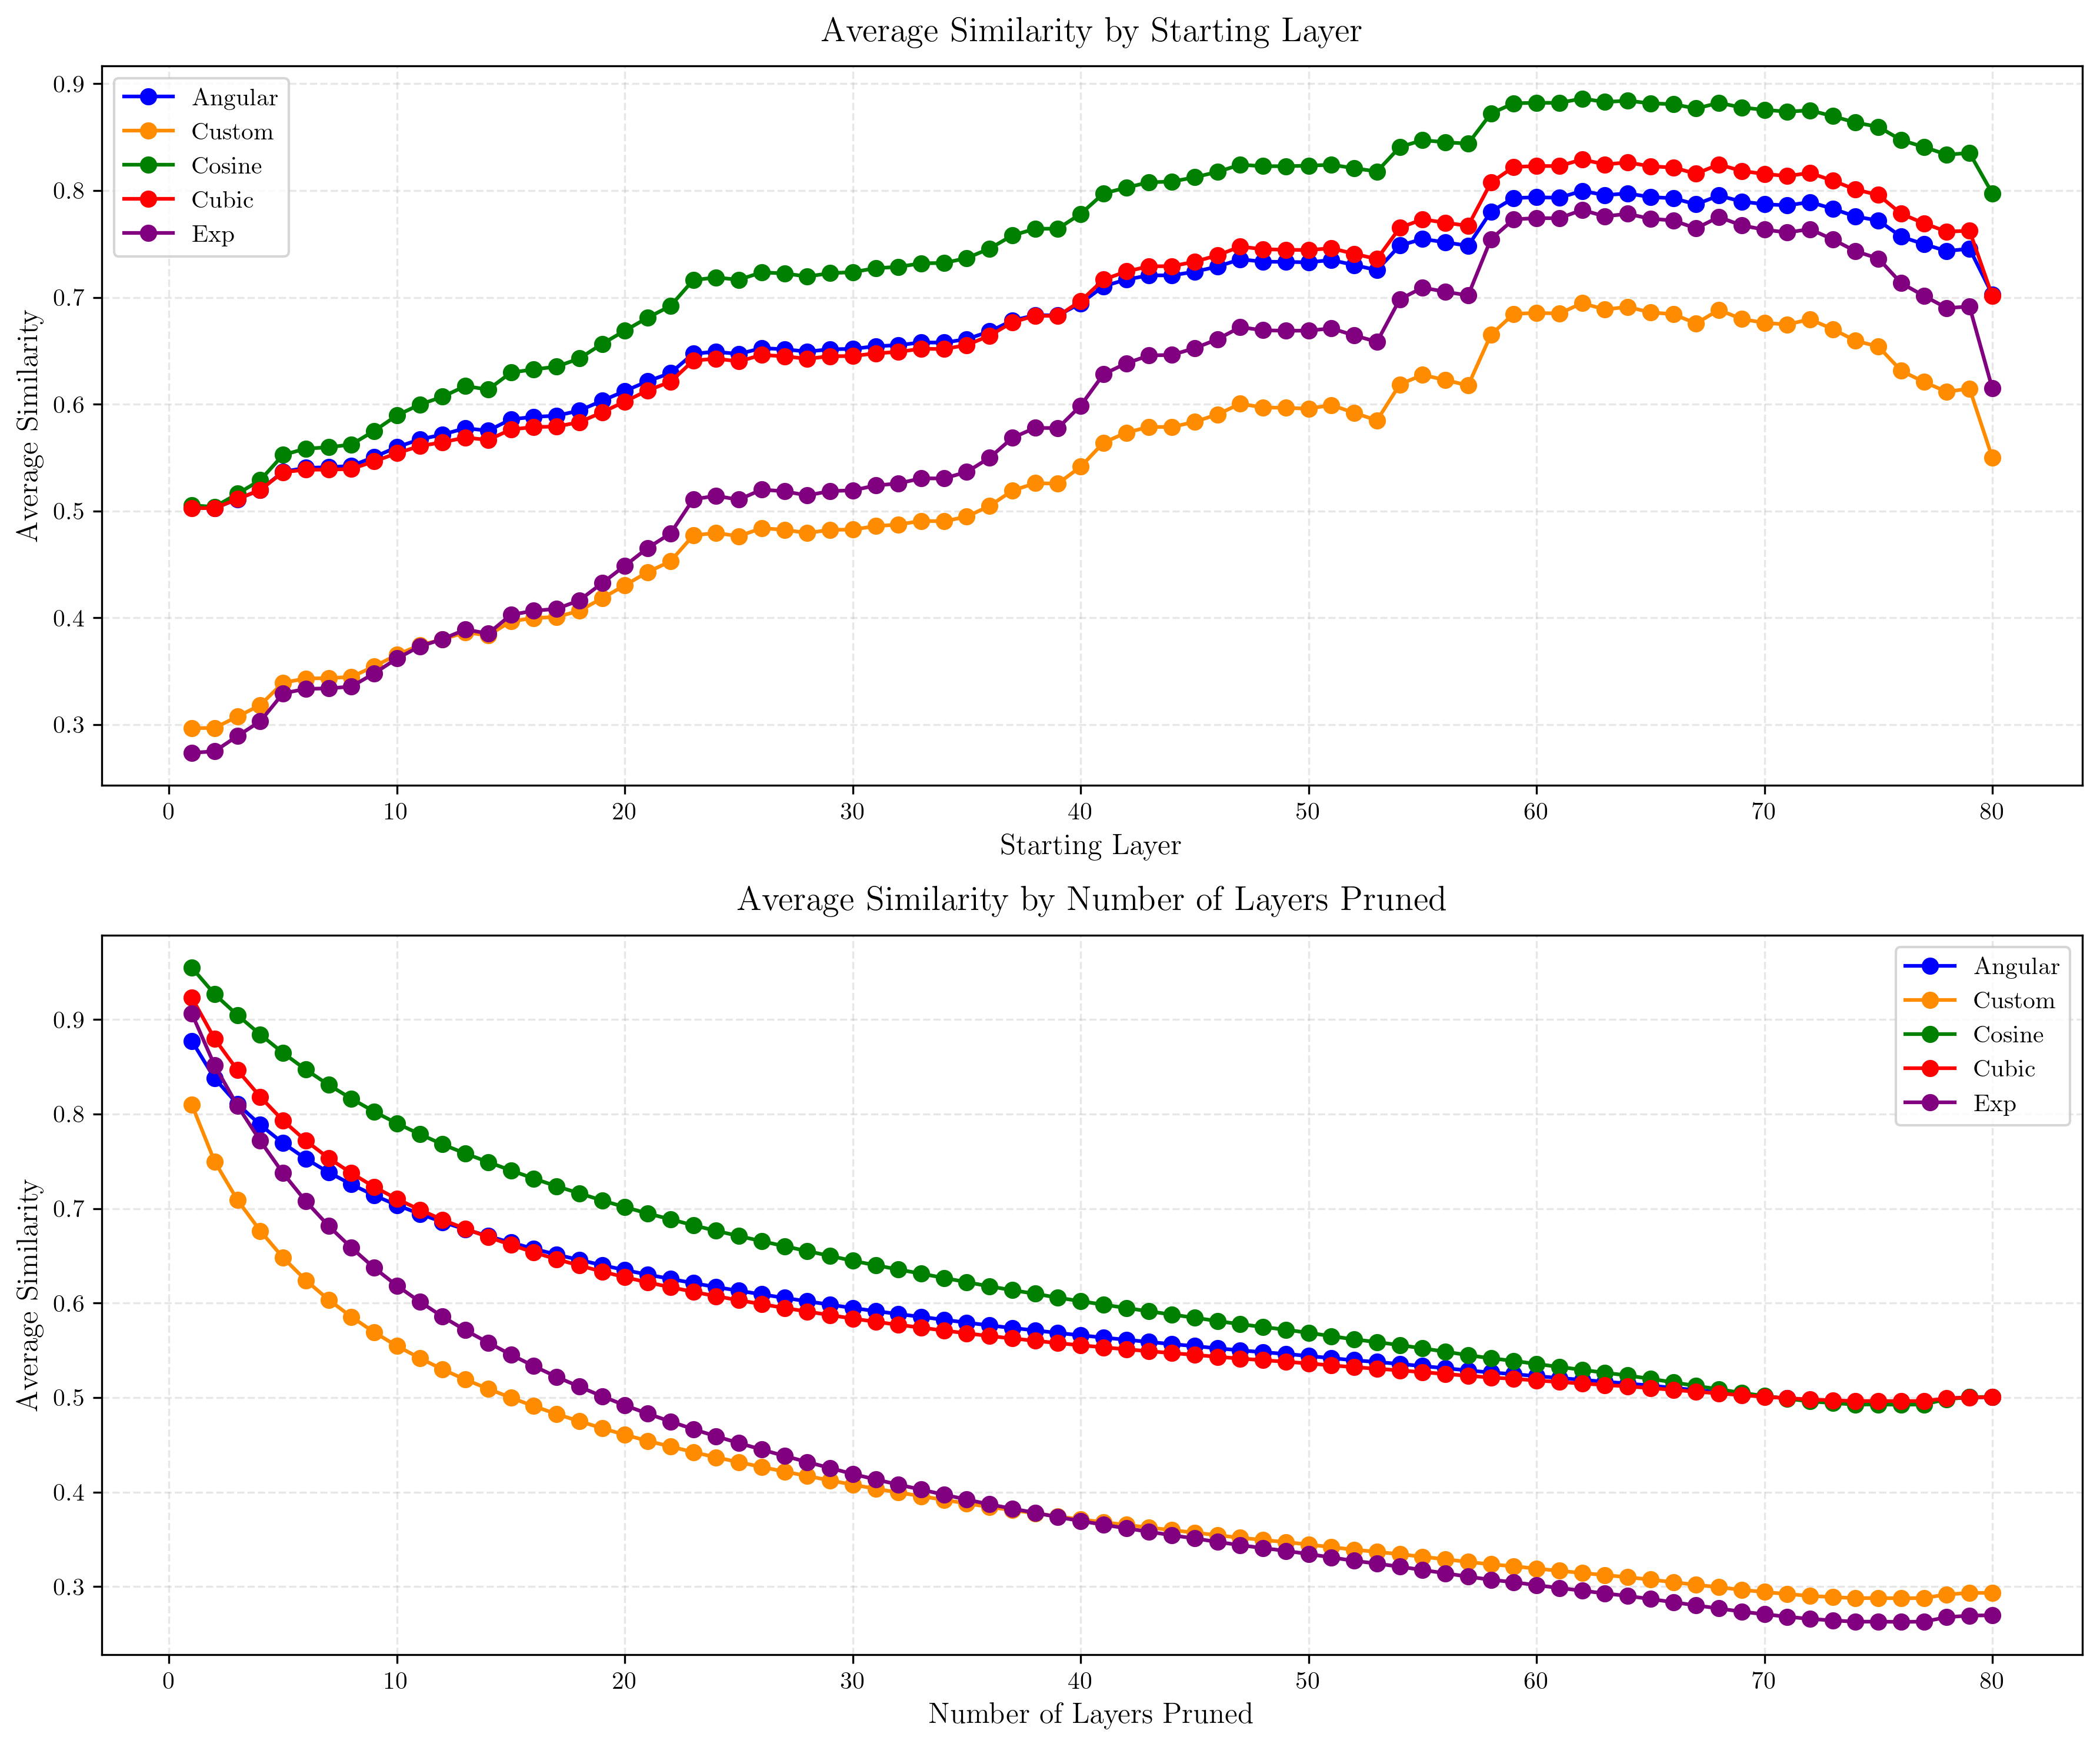 Average Similarity by Starting Layer
Average Similarity
0.9
0.8
0.7
0.6
0.5
0.4
0.3
Angular
Custom
Cosine
Cubic
Exp
0 10 20 30 40 50 60 70 80
Starting Layer
Average Similarity by Number of Layers Pruned
Average Similarity
0.9
0.8
0.7
0.6
0.5
0.4
0.3
Angular
Custom
Cosine
Cubic
Exp
0 10 20 30 40 50 60 70 80
Number of Layers Pruned